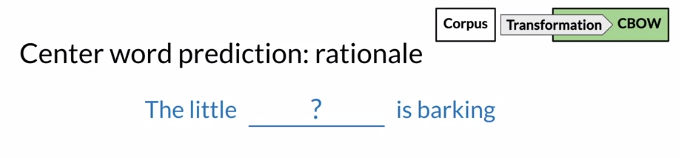 Corpus Transformation CBOW
Center word prediction: rationale
The little ? is barking